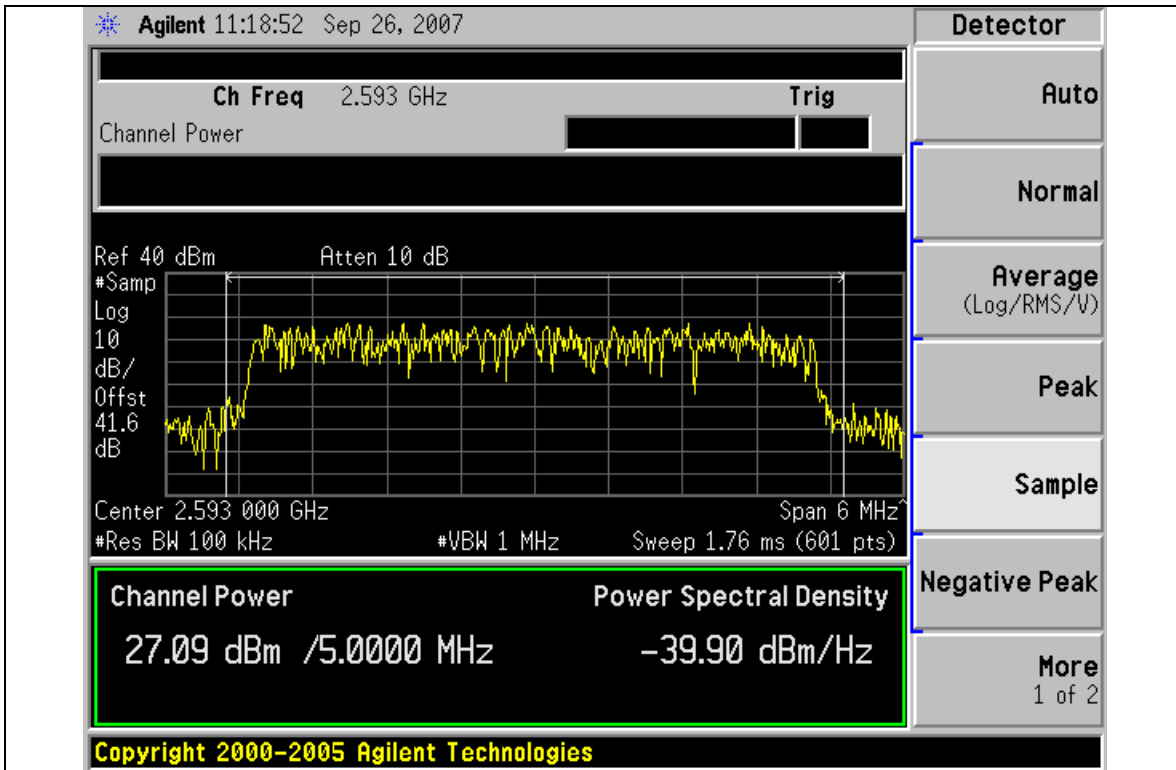 Agilent 11:18:52 Sep 26, 2007
Detector
Ch Freq 2.593 GHz Trig
Channel Power
Auto
Normal
Average
(Log/RMS/V)
Peak
Sample
Negative Peak
More
1 of 2
Ref 40 dBm Atten 10 dB
#Samp
Log
10
dB/
Offst
41.6
dB
Center 2.593 000 GHz Span 6 MHz^
#Res BW 100 kHz #VBW 1 MHz Sweep 1.76 ms (601 pts)
Channel Power Power Spectral Density
27.09 dBm /5.0000 MHz -39.90 dBm/Hz
Copyright 2000-2005 Agilent Technologies